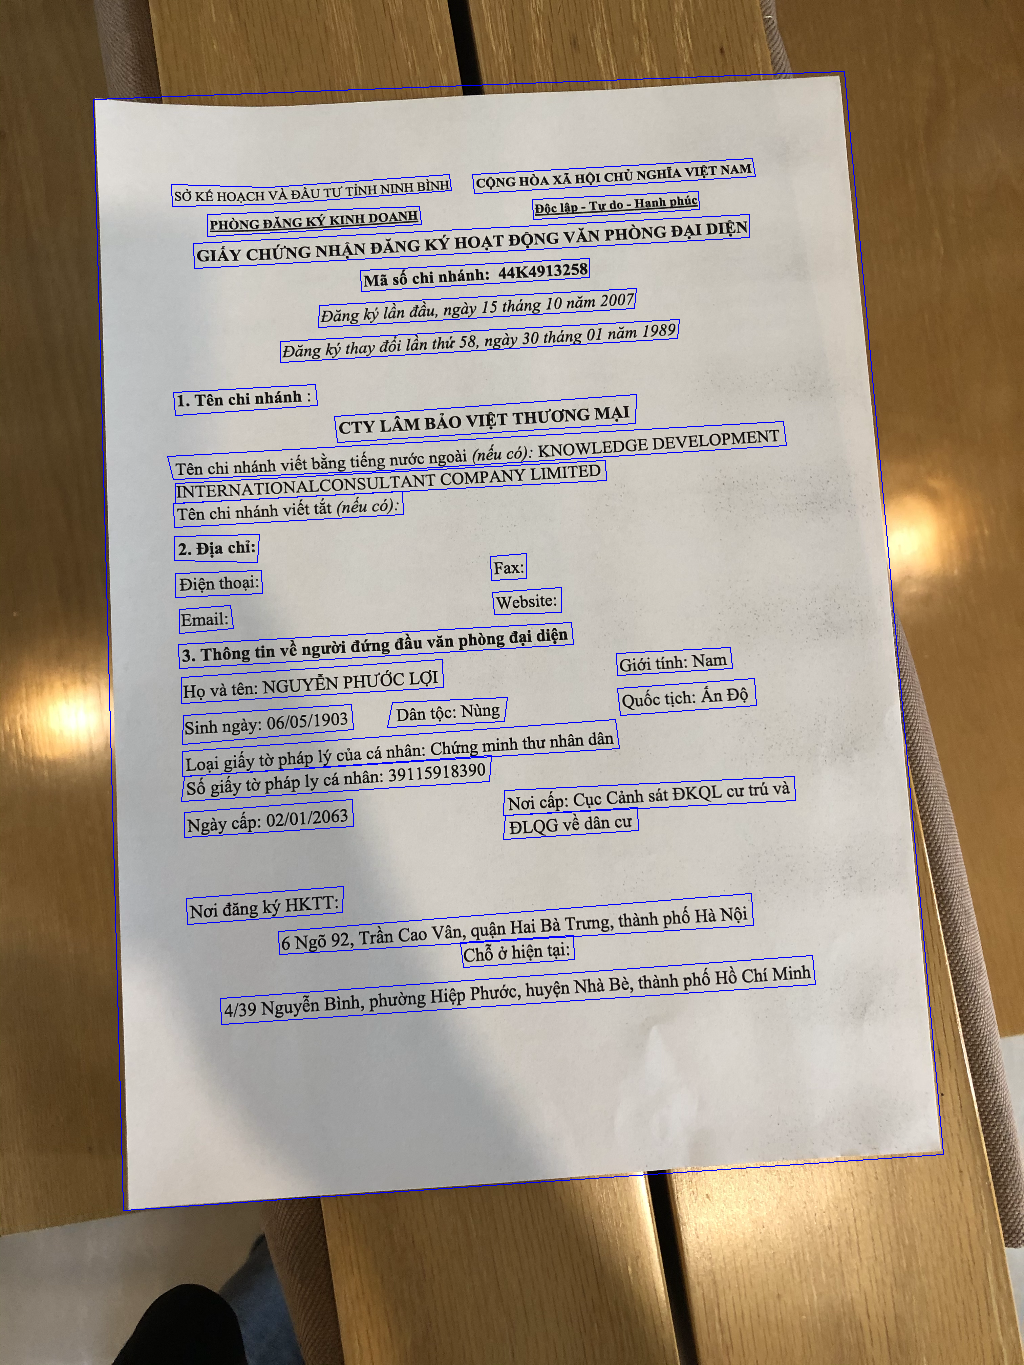 SỞ KẾ HOẠCH VÀ ĐẦU TƯ TỈNH NINH BÌNH
CỘNG HÒA XÃ HỘI CHỦ NGHĨA VIỆT NAM
PHÒNG ĐĂNG KÝ KINH DOANH
Độc lập - Tự do - Hạnh phúc
GIẤY CHỨNG NHẬN ĐĂNG KÝ HOẠT ĐỘNG VĂN PHÒNG ĐẠI DIỆN
Mã số chi nhánh: 44K4913258
Đăng ký lần đầu, ngày 15 tháng 10 năm 2007
Đăng ký thay đổi lần thứ 58, ngày 30 tháng 01 năm 1989
1. Tên chi nhánh :
CTY LÂM BẢO VIỆT THƯƠNG MẠI
Tên chi nhánh viết bằng tiếng nước ngoài (nếu có): KNOWLEDGE DEVELOPMENT
INTERNATIONALCONSULTANT COMPANY LIMITED
Tên chi nhánh viết tắt (nếu có):
2. Địa chỉ:
Điện thoại:
Fax:
Email:
Website:
3. Thông tin về người đứng đầu văn phòng đại diện
Họ và tên: NGUYỄN PHƯỚC LỢI
Giới tính: Nam
Sinh ngày: 06/05/1903
Dân tộc: Nùng
Quốc tịch: Ấn Độ
Loại giấy tờ pháp lý của cá nhân: Chứng minh thư nhân dân
Số giấy tờ pháp ly cá nhân: 39115918390
Ngày cấp: 02/01/2063
Nơi cấp: Cục Cảnh sát ĐKQL cư trú và
ĐLQG về dân cư
Nơi đăng ký HKTT:
6 Ngõ 92, Trần Cao Vân, quận Hai Bà Trưng, thành phố Hà Nội
Chỗ ở hiện tại:
4/39 Nguyễn Bình, phường Hiệp Phước, huyện Nhà Bè, thành phố Hồ Chí Minh